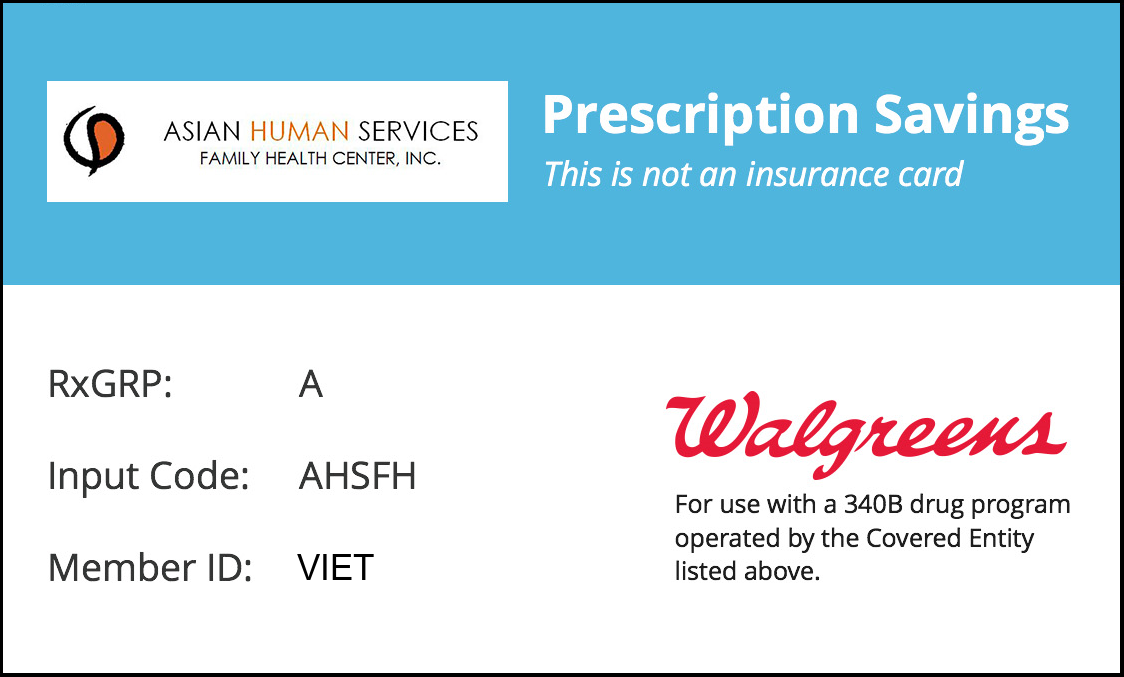 ASIAN HUMAN SERVICES
FAMILY HEALTH CENTER, INC.
Prescription Savings
This is not an insurance card
RxGRP: A
Input Code: AHSFH
Member ID: VIET
Walgreens
For use with a 340B drug program
operated by the Covered Entity
listed above.